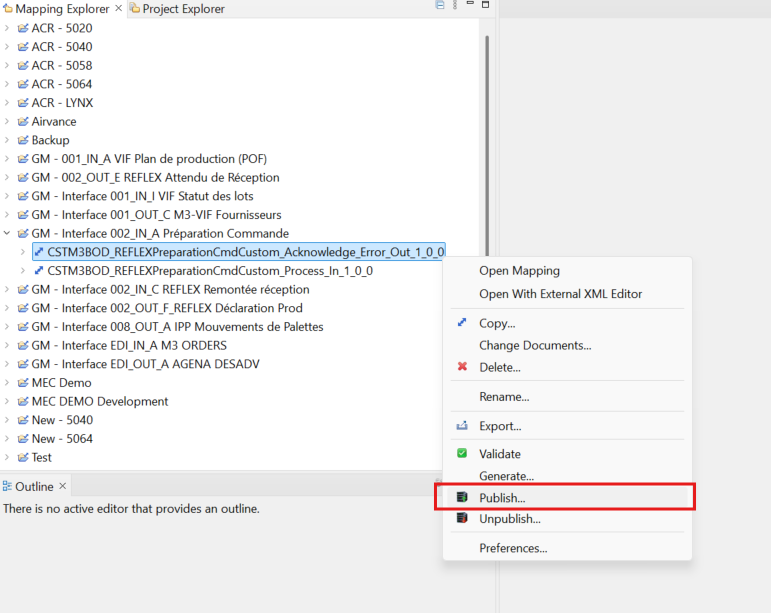 Mapping Explorer
Project Explorer
ACR - 5020
ACR - 5040
ACR - 5058
ACR - 5064
ACR - LYNX
Airvance
Backup
GM - 001_IN_A VIF Plan de production (POF)
GM - 002_OUT_E REFLEX Attendu de Réception
GM - Interface 001_IN_I VIF Statut des lots
GM - Interface 001_OUT_C M3-VIF Fournisseurs
GM - Interface 002_IN_A Préparation Commande
CSTM3BOD_REFLEXPreparationCmdCustom_Acknowledge_Error_Out_1_0_0
CSTM3BOD_REFLEXPreparationCmdCustom_Process_In_1_0_0
GM - Interface 002_IN_C REFLEX Remontée réception
GM - Interface 002_OUT_F_REFLEX Déclaration Prod
GM - Interface 008_OUT_A IPP Mouvements de Palettes
GM - Interface EDI_IN_A M3 ORDERS
GM - Interface EDI_OUT_A AGENA DESADV
MEC Demo
MEC DEMO Development
New - 5040
New - 5064
Test
Open Mapping
Open With External XML Editor
Copy...
Change Documents...
Delete...
Rename...
Export...
Validate
Generate...
Publish...
Unpublish...
Preferences...
Outline
There is no active editor that provides an outline.